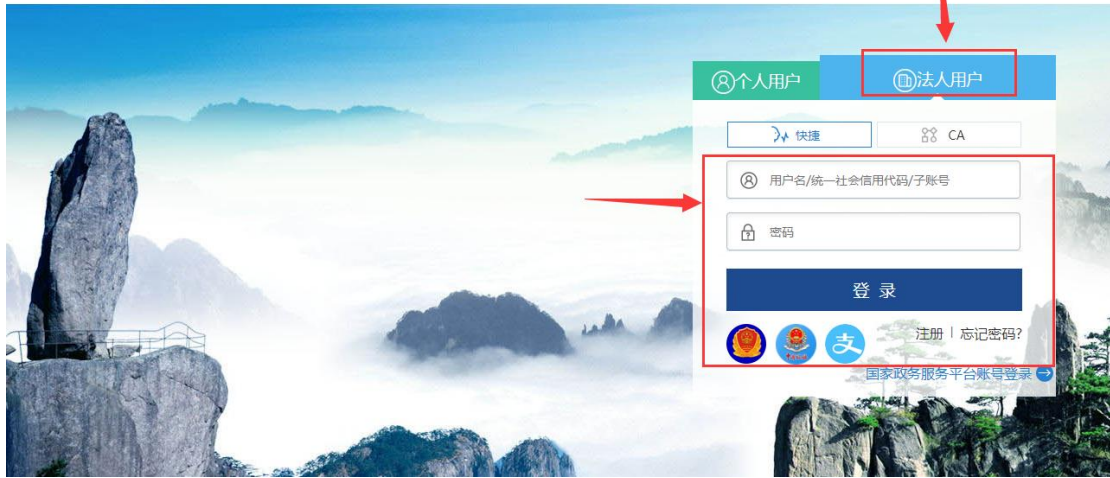 个人用户
法人用户
快捷
CA
用户名/统一社会信用代码/子账号
密码
登 录
注册 | 忘记密码?
国家政务服务平台账号登录